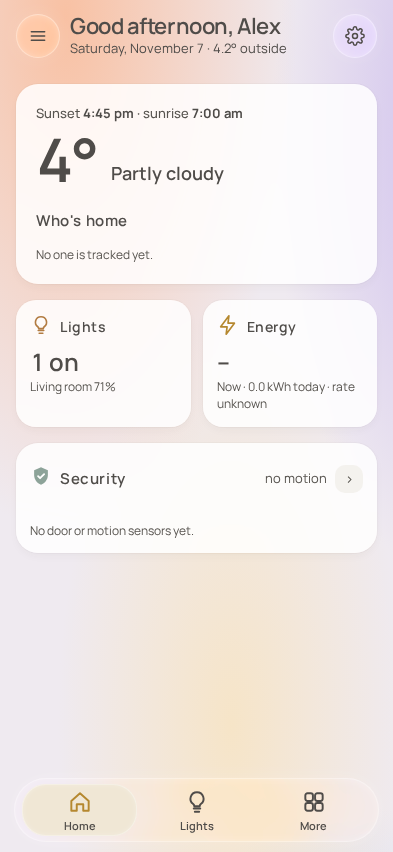 Good afternoon, Alex
Saturday, November 7 · 4.2° outside
Sunset 4:45 pm · sunrise 7:00 am
4° Partly cloudy
Who's home
No one is tracked yet.
Lights
1 on
Living room 71%
Energy
–
Now · 0.0 kWh today · rate
unknown
Security
no motion
No door or motion sensors yet.
Home
Lights
More